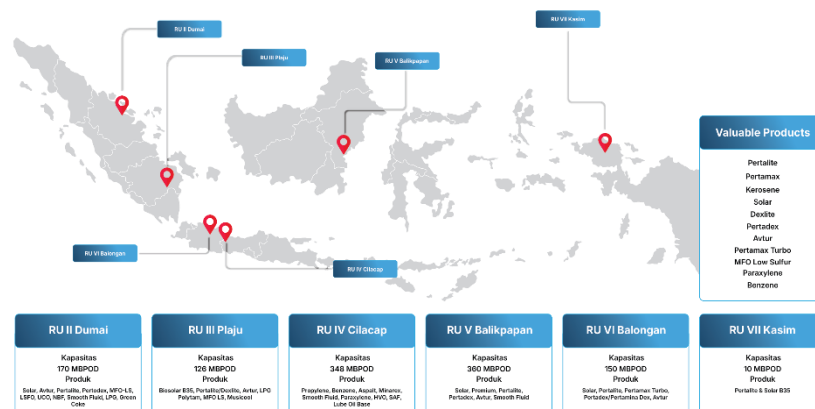 RU II Dumai
RU III Plaju
RU V Balikpapan
RU VII Kasim
RU VI Balongan
RU IV Cilacap
Valuable Products
Pertalite
Pertamax
Kerosene
Solar
Dexlite
Pertadex
Avtur
Pertamax Turbo
MFO Low Sulfur
Paraxylene
Benzene
RU II Dumai
Kapasitas
170 MBPOD
Produk
Solar, Avtur, Pertalite, Pertadex, MFO-LS,
LSFO, UCO, NBF, Smooth Fluid, LPG, Green
Coke
RU III Plaju
Kapasitas
126 MBPOD
Produk
Biosolar B35, Pertalite/Dexlite, Avtur, LPG
Polytam, MFO LS, Musicool
RU IV Cilacap
Kapasitas
348 MBPOD
Produk
Propylene, Benzene, Aspalt, Minarex,
Smooth Fluid, Paraxylene, HVO, SAF,
Lube Oil Base
RU V Balikpapan
Kapasitas
360 MBPOD
Produk
Solar, Premium, Pertalite,
Pertadex, Avtur, Smooth Fluid
RU VI Balongan
Kapasitas
150 MBPOD
Produk
Solar, Pertalite, Pertamax Turbo,
Pertadex/Pertamina Dex, Avtur
RU VII Kasim
Kapasitas
10 MBPOD
Produk
Pertalite & Solar B35